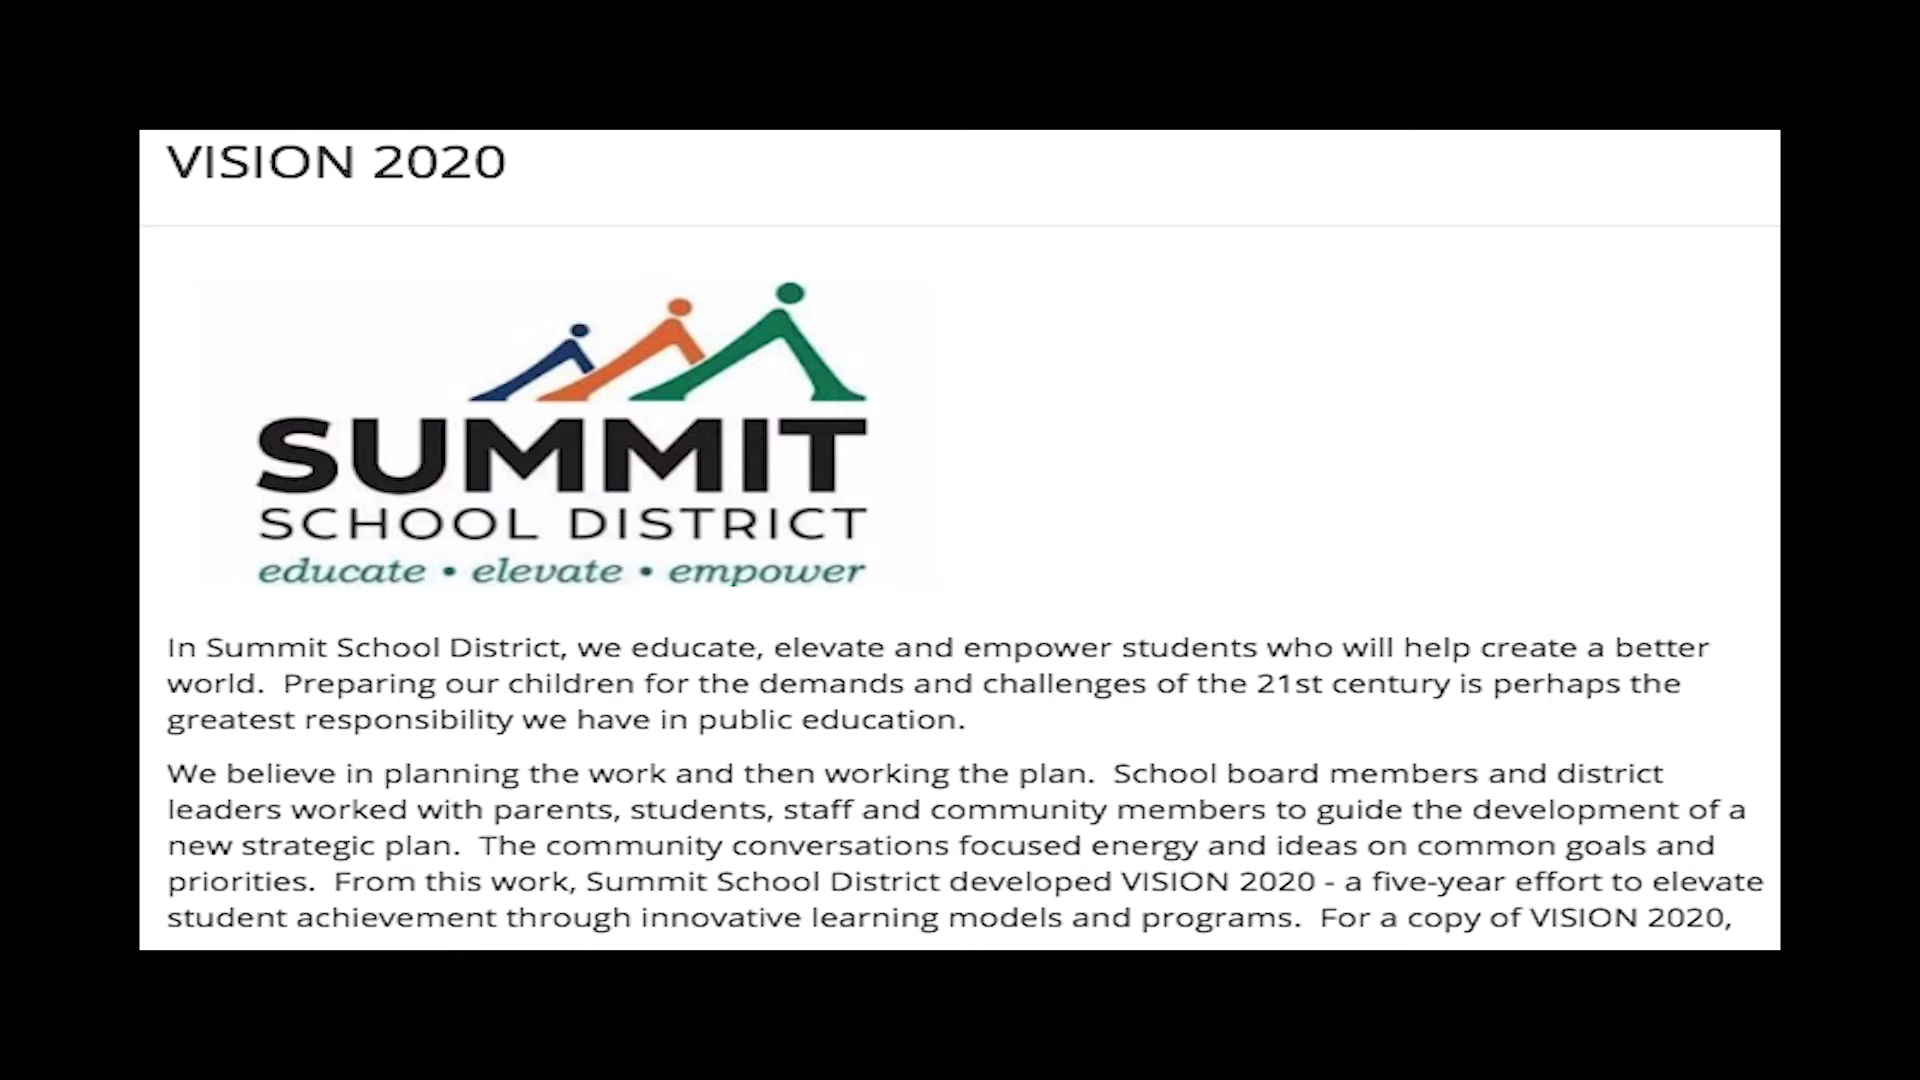 VISION 2020
SUMMIT
SCHOOL DISTRICT
educate • elevate • empower
In Summit School District, we educate, elevate and empower students who will help create a better
world.  Preparing our children for the demands and challenges of the 21st century is perhaps the
greatest responsibility we have in public education.
We believe in planning the work and then working the plan.  School board members and district
leaders worked with parents, students, staff and community members to guide the development of a
new strategic plan.  The community conversations focused energy and ideas on common goals and
priorities.  From this work, Summit School District developed VISION 2020 - a five-year effort to elevate
student achievement through innovative learning models and programs.  For a copy of VISION 2020,